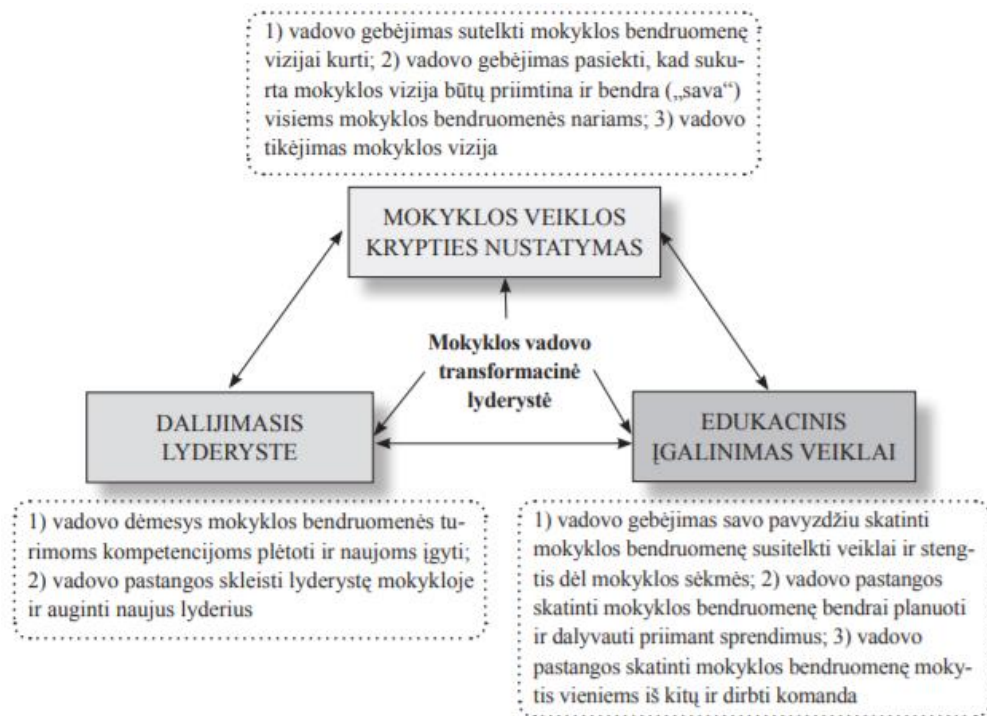 1) vadovo gebėjimas sutelkti mokyklos bendruomenę
vizijai kurti; 2) vadovo gebėjimas pasiekti, kad suku-
rta mokyklos vizija būtų priimtina ir bendra („sava“)
visiems mokyklos bendruomenės nariams; 3) vadovo
tikėjimas mokyklos vizija
MOKYKLOS VEIKLOS
KRYPTIES NUSTATYMAS
Mokyklos vadovo
transformacinė
lyderystė
DALIJIMASIS
LYDERYSTE
EDUKACINIS
ĮGALINIMAS VEIKLAI
1) vadovo dėmesys mokyklos bendruomenės tu-
rimoms kompetencijoms plėtoti ir naujoms įgyti;
2) vadovo pastangos skleisti lyderystę mokykloje
ir auginti naujus lyderius
1) vadovo gebėjimas savo pavyzdžiu skatinti
mokyklos bendruomenę susitelkti veiklai ir steng-
tis dėl mokyklos sėkmės; 2) vadovo pastangos
skatinti mokyklos bendruomenę bendrai planuoti
ir dalyvauti priimant sprendimus; 3) vadovo
pastangos skatinti mokyklos bendruomenę moky-
tis vieniems iš kitų ir dirbti komanda